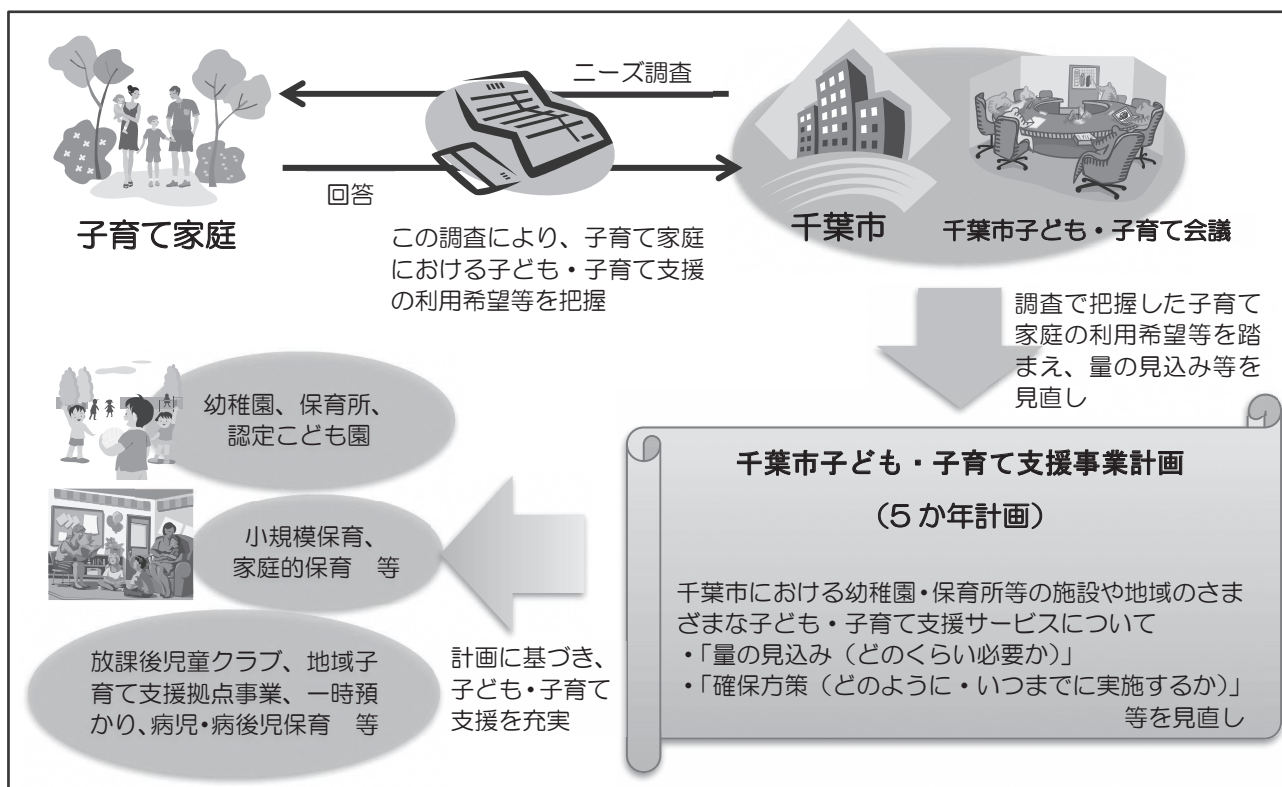 ニーズ調査
回答
子育て家庭
この調査により、子育て家庭
における子ども・子育て支援
の利用希望等を把握
千葉市
千葉市子ども・子育て会議
調査で把握した子育て
家庭の利用希望等を踏
まえ、量の見込み等を
見直し
千葉市子ども・子育て支援事業計画
（5 か年計画）
千葉市における幼稚園・保育所等の施設や地域のさま
ざまな子ども・子育て支援サービスについて
・「量の見込み（どのくらい必要か）」
・「確保方策（どのように・いつまでに実施するか）」
等を見直し
計画に基づき、
子ども・子育て
支援を充実
幼稚園、保育所、
認定こども園
小規模保育、
家庭的保育　等
放課後児童クラブ、地域子
育て支援拠点事業、一時預
かり、病児・病後児保育　等